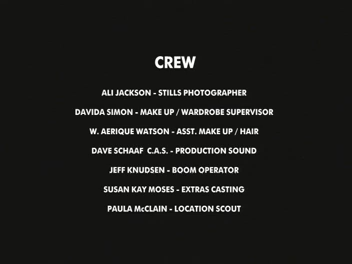 CREW
ALI JACKSON - STILLS PHOTOGRAPHER
DAVIDA SIMON - MAKE UP / WARDROBE SUPERVISOR
W. AERIQUE WATSON - ASST. MAKE UP / HAIR
DAVE SCHAAF C.A.S. - PRODUCTION SOUND
JEFF KNUDSEN - BOOM OPERATOR
SUSAN KAY MOSES - EXTRAS CASTING
PAULA McCLAIN - LOCATION SCOUT